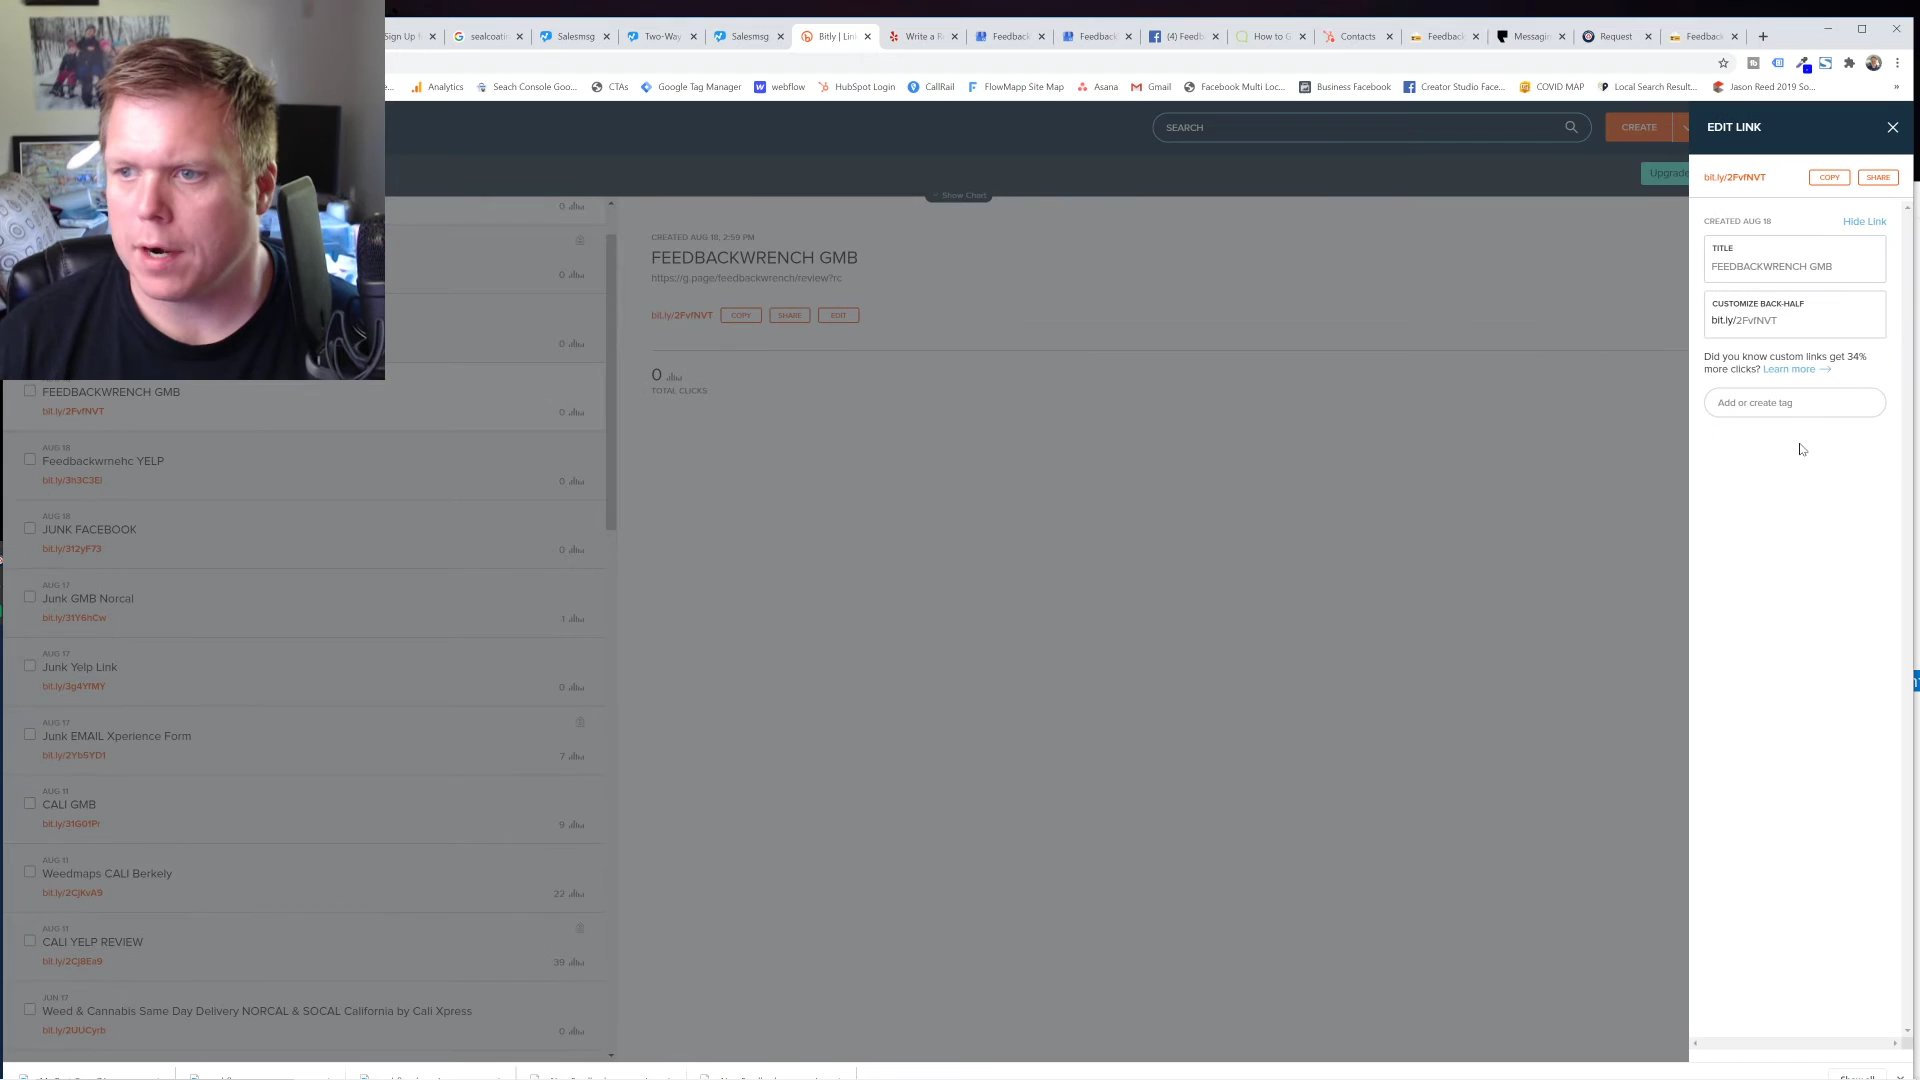 Sign Up f
sealcoatin
Salesmsg
Two-Way
Salesmsg
Bitly | Lin
Write a R
Feedback
Feedback
(4) Feedb
How to G
Contacts
Feedback
Messagin
Request
Feedback
Analytics
Seach Console Goo...
CTAs
Google Tag Manager
webflow
HubSpot Login
CallRail
FlowMapp Site Map
Asana
Gmail
Facebook Multi Loc...
Business Facebook
Creator Studio Face...
COVID MAP
Local Search Result...
Jason Reed 2019 So...
SEARCH
CREATE
EDIT LINK
Upgrade
bit.ly/2FvfNVT
COPY
SHARE
Show Chart
CREATED AUG 18
Hide Link
TITLE
FEEDBACKWRENCH GMB
CUSTOMIZE BACK-HALF
bit.ly/2FvfNVT
Did you know custom links get 34%
more clicks? Learn more
Add or create tag
CREATED AUG 18, 2:59 PM
FEEDBACKWRENCH GMB
https://g.page/feedbackwrench/review?rc
bit.ly/2FvfNVT
COPY
SHARE
EDIT
0
TOTAL CLICKS
0
0
0
FEEDBACKWRENCH GMB
bit.ly/2FvfNVT
0
AUG 18
Feedbackwrnehc YELP
bit.ly/3h3C3EI
0
AUG 18
JUNK FACEBOOK
bit.ly/312yF73
0
AUG 17
Junk GMB Norcal
bit.ly/31Y6hCw
1
AUG 17
Junk Yelp Link
bit.ly/3g4YfMY
0
AUG 17
Junk EMAIL Xperience Form
bit.ly/2Yb5YD1
7
AUG 11
CALI GMB
bit.ly/31G01Pr
9
AUG 11
Weedmaps CALI Berkely
bit.ly/2CjKvA9
22
AUG 11
CALI YELP REVIEW
bit.ly/2Cj8Eir9
39
JUN 17
Weed & Cannabis Same Day Delivery NORCAL & SOCAL California by Cali Xpress
bit.ly/2UUCyrb
0